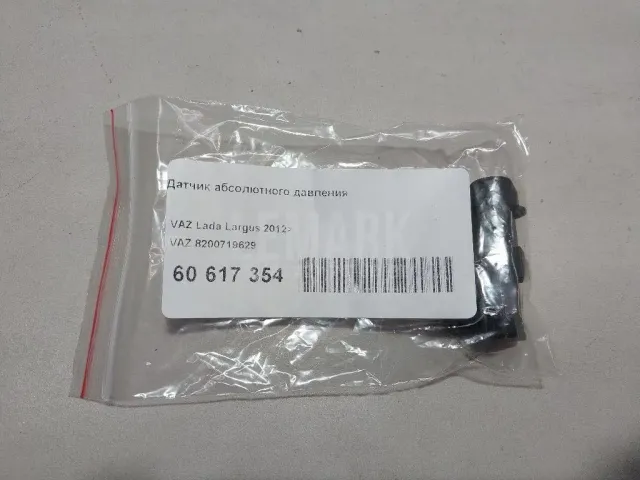 Датчик абсолютного давления
VAZ Lada Largus 2012>
VAZ 8200719629
60 617 354